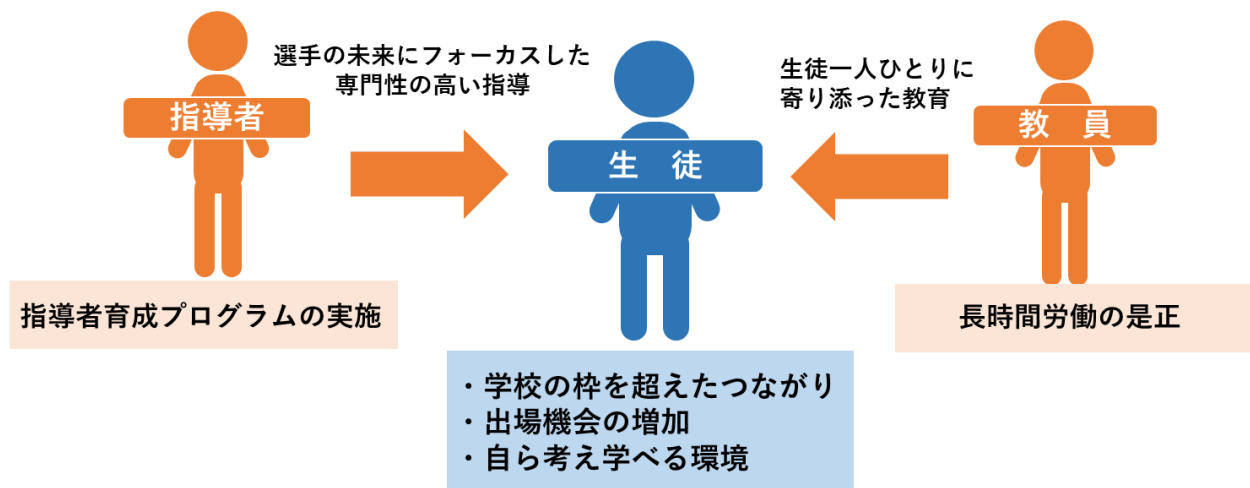 選手の未来にフォーカスした
専門性の高い指導
生徒一人ひとりに
寄り添った教育
指導者
生　徒
教　員
指導者育成プログラムの実施
長時間労働の是正
・学校の枠を超えたつながり
・出場機会の増加
・自ら考え学べる環境